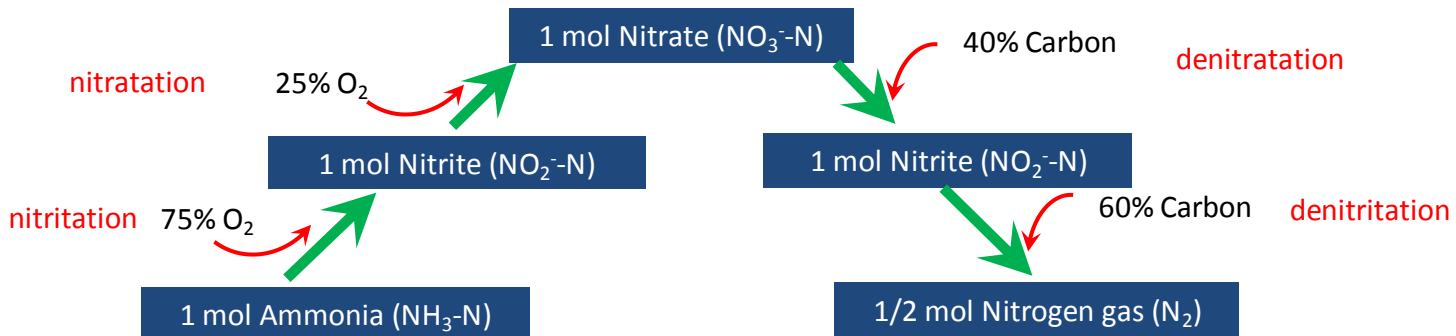 1 mol Nitrate (NO₃⁻-N)
40% Carbon
denitratation
nitratation
25% O₂
1 mol Nitrite (NO₂⁻-N)
1 mol Nitrite (NO₂⁻-N)
nitritation
75% O₂
60% Carbon
denitritation
1 mol Ammonia (NH₃-N)
1/2 mol Nitrogen gas (N₂)